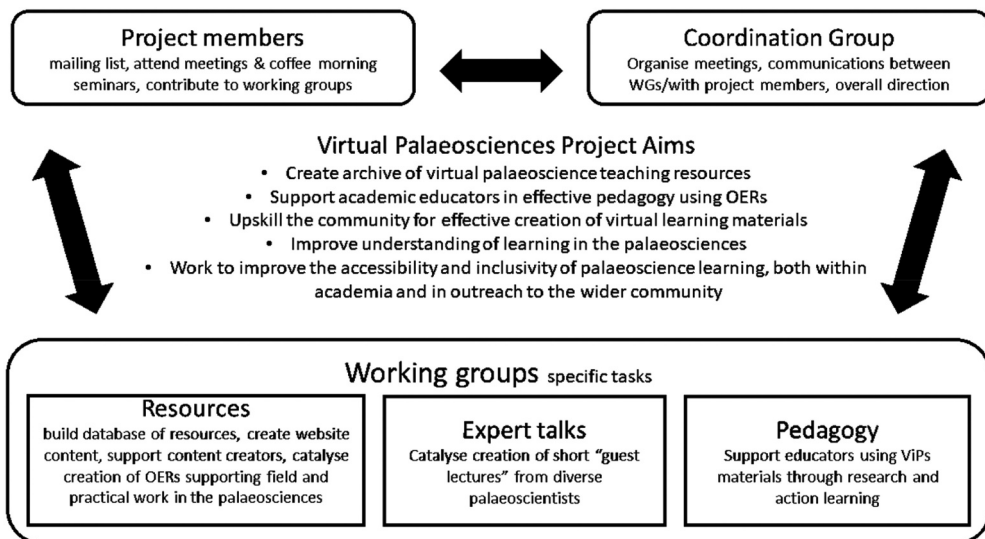 Project members
mailing list, attend meetings & coffee morning
seminars, contribute to working groups
Coordination Group
Organise meetings, communications between
WGs/with project members, overall direction
Virtual Palaeosciences Project Aims
• Create archive of virtual palaeoscience teaching resources
• Support academic educators in effective pedagogy using OERs
• Upskill the community for effective creation of virtual learning materials
• Improve understanding of learning in the palaeosciences
• Work to improve the accessibility and inclusivity of palaeoscience learning, both within
academia and in outreach to the wider community
Working groups specific tasks
Resources
build database of resources, create website
content, support content creators, catalyse
creation of OERs supporting field and
practical work in the palaeosciences
Expert talks
Catalyse creation of short “guest
lectures” from diverse
palaeoscientists
Pedagogy
Support educators using ViPs
materials through research and
action learning